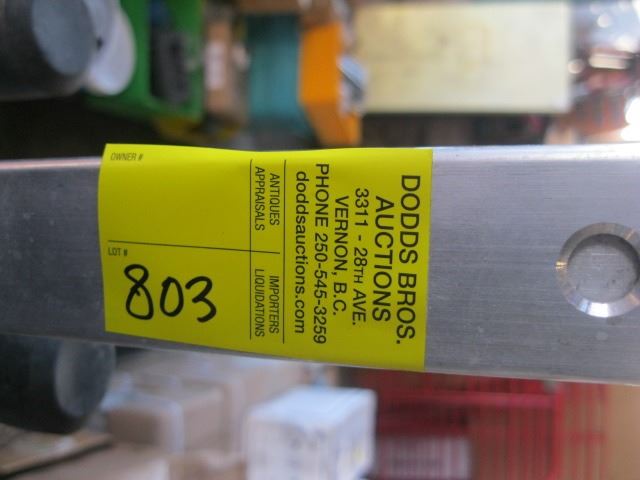 DODDS BROS.
AUCTIONS
3311 - 28TH AVE.
VERNON, B.C.
PHONE 250-545-3259
doddsauctions.com
ANTIQUES
APPRAISALS
IMPORTERS
LIQUIDATIONS
OWNER #
LOT #
803